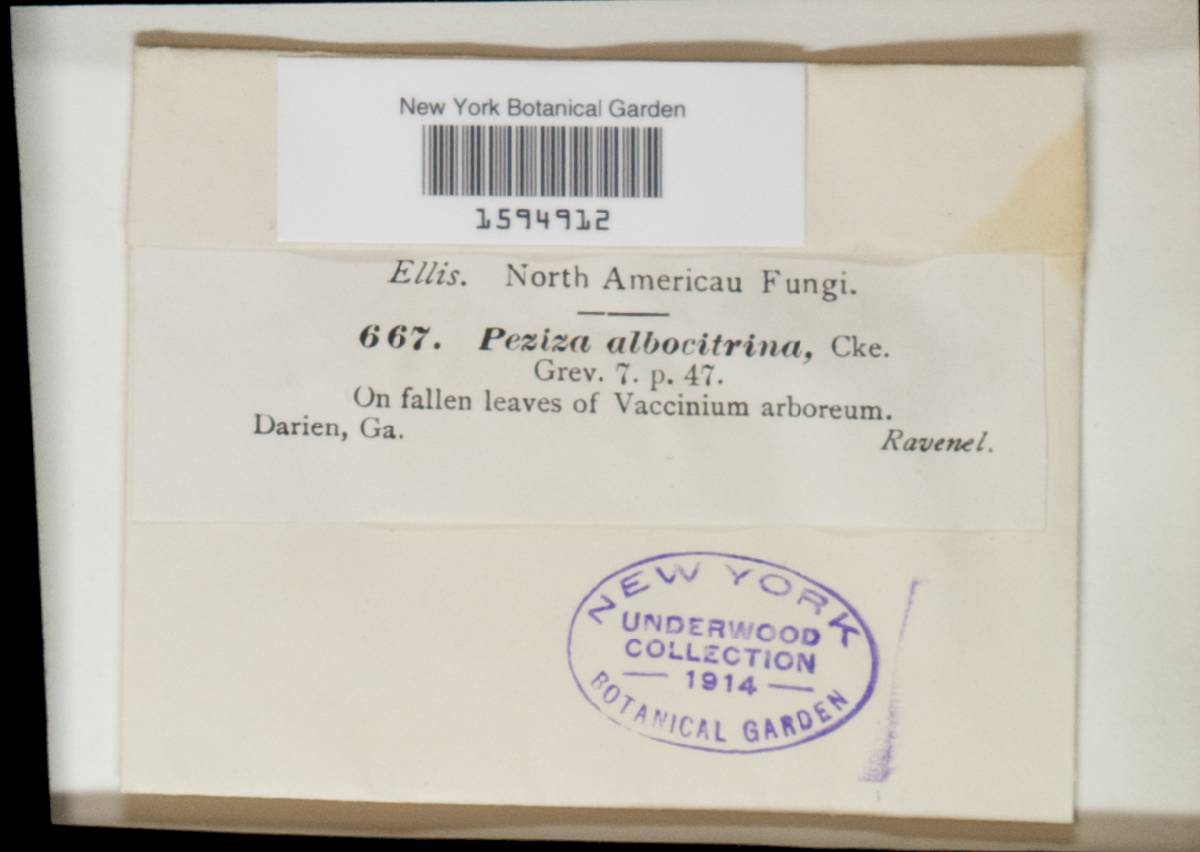 New York Botanical Garden
1594912
Ellis. North Americau Fungi.
667. Peziza albocitrina, Cke.
Grev. 7. p. 47.
On fallen leaves of Vaccinium arboreum.
Darien, Ga.
Ravenel.
NEW YORK
UNDERWOOD
COLLECTION
— 1914 —
BOTANICAL GARDEN